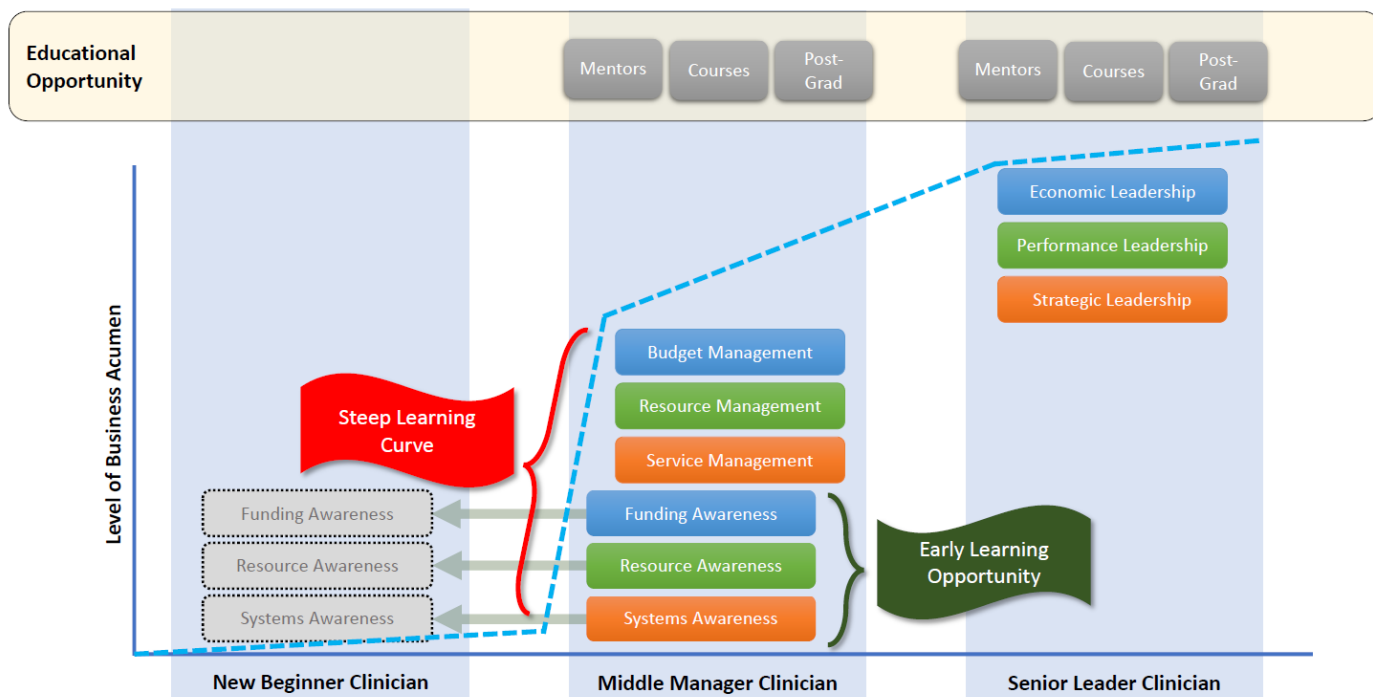 Educational
Opportunity
Mentors
Courses
Post-
Grad
Mentors
Courses
Post-
Grad
Level of Business Acumen
Economic Leadership
Performance Leadership
Strategic Leadership
Budget Management
Resource Management
Service Management
Steep Learning
Curve
Funding Awareness
Funding Awareness
Resource Awareness
Resource Awareness
Systems Awareness
Systems Awareness
Early Learning
Opportunity
New Beginner Clinician
Middle Manager Clinician
Senior Leader Clinician